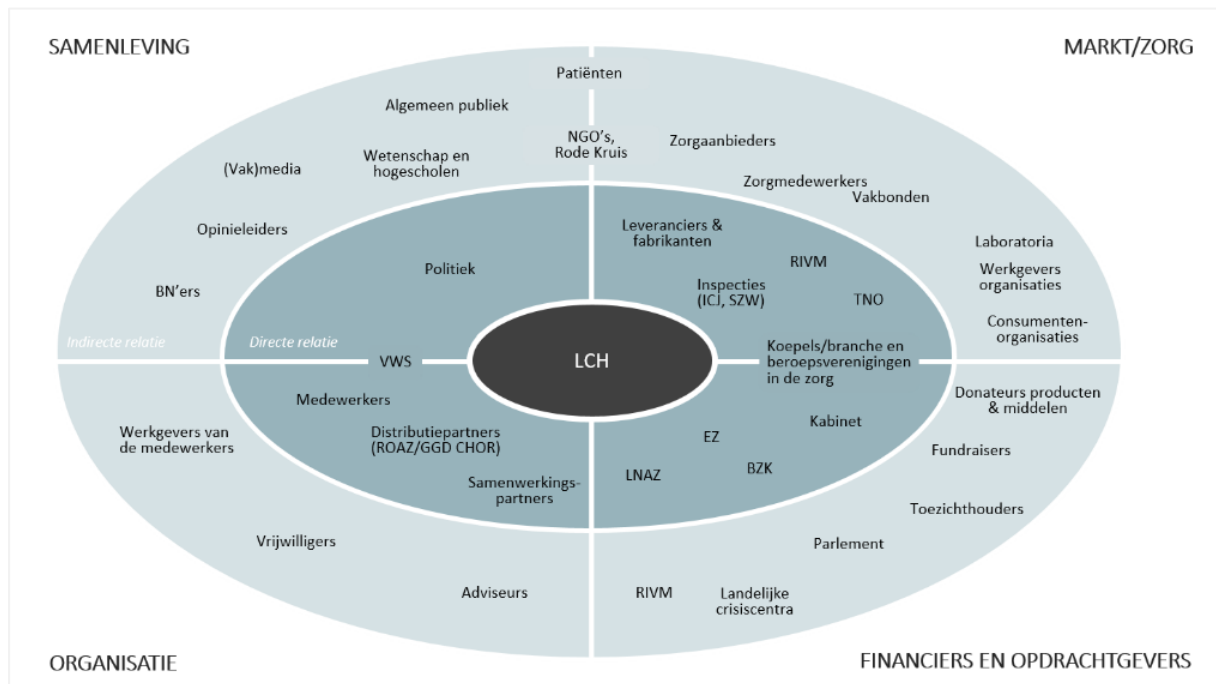 SAMENLEVING
MARKT/ZORG
Patiënten
Algemeen publiek
NGO's,
Rode Kruis
Zorgaanbieders
(Vak)media
Wetenschap en
hogescholen
Zorgmedewerkers
Vakbonden
Opinieleiders
Leveranciers &
fabrikanten
Laboratoria
Politiek
RIVM
Werkgevers
organisaties
BN'ers
Inspecties
(ICJ, SZW)
TNO
Consumenten-
organisaties
Indirecte relatie
Directe relatie
VWS
LCH
Koepels/branche en
beroepsverenigingen
in de zorg
Medewerkers
Donateurs producten
& middelen
Werkgevers van
de medewerkers
Distributiepartners
(ROAZ/GGD CHOR)
Kabinet
EZ
Fundraisers
Samenwerkings-
partners
LNAZ
BZK
Toezichthouders
Vrijwilligers
Parlement
Adviseurs
RIVM
Landelijke
crisiscentra
ORGANISATIE
FINANCIERS EN OPDRACHTGEVERS